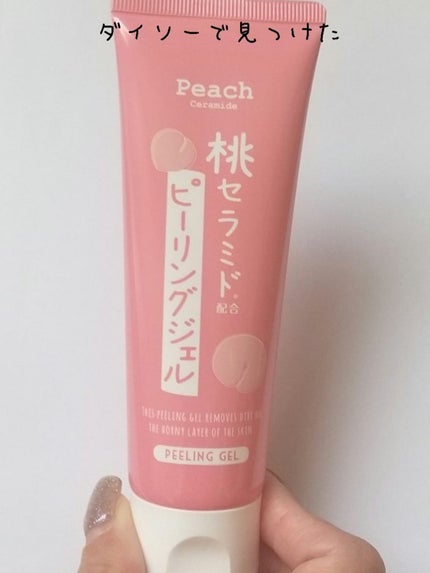 ダイソーで見つけた
Peach
Ceramide
桃セラミド
配合
ピーリングジェル
THIS PEELING GEL REMOVES DIRT
THE HORNY LAYER OF THE SKIN
PEELING GEL